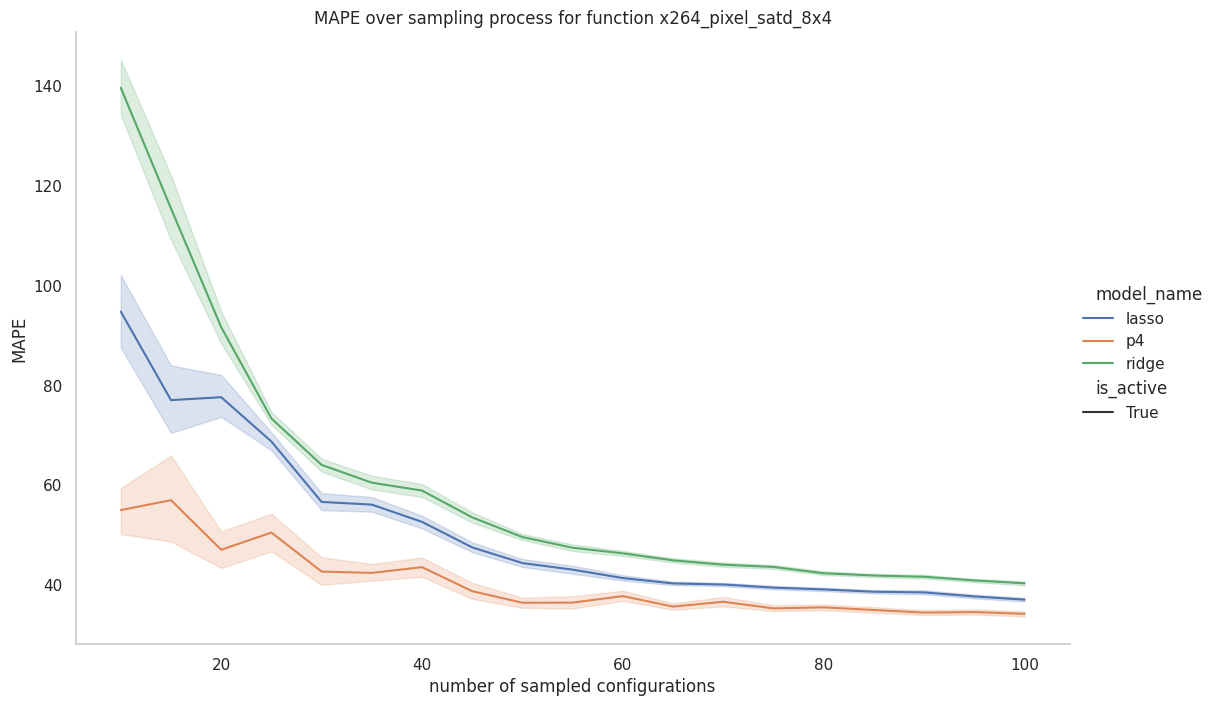 MAPE over sampling process for function x264_pixel_satd_8x4
140
120
100
80
60
40
MAPE
20
40
60
80
100
number of sampled configurations
model_name
lasso
p4
ridge
is_active
True